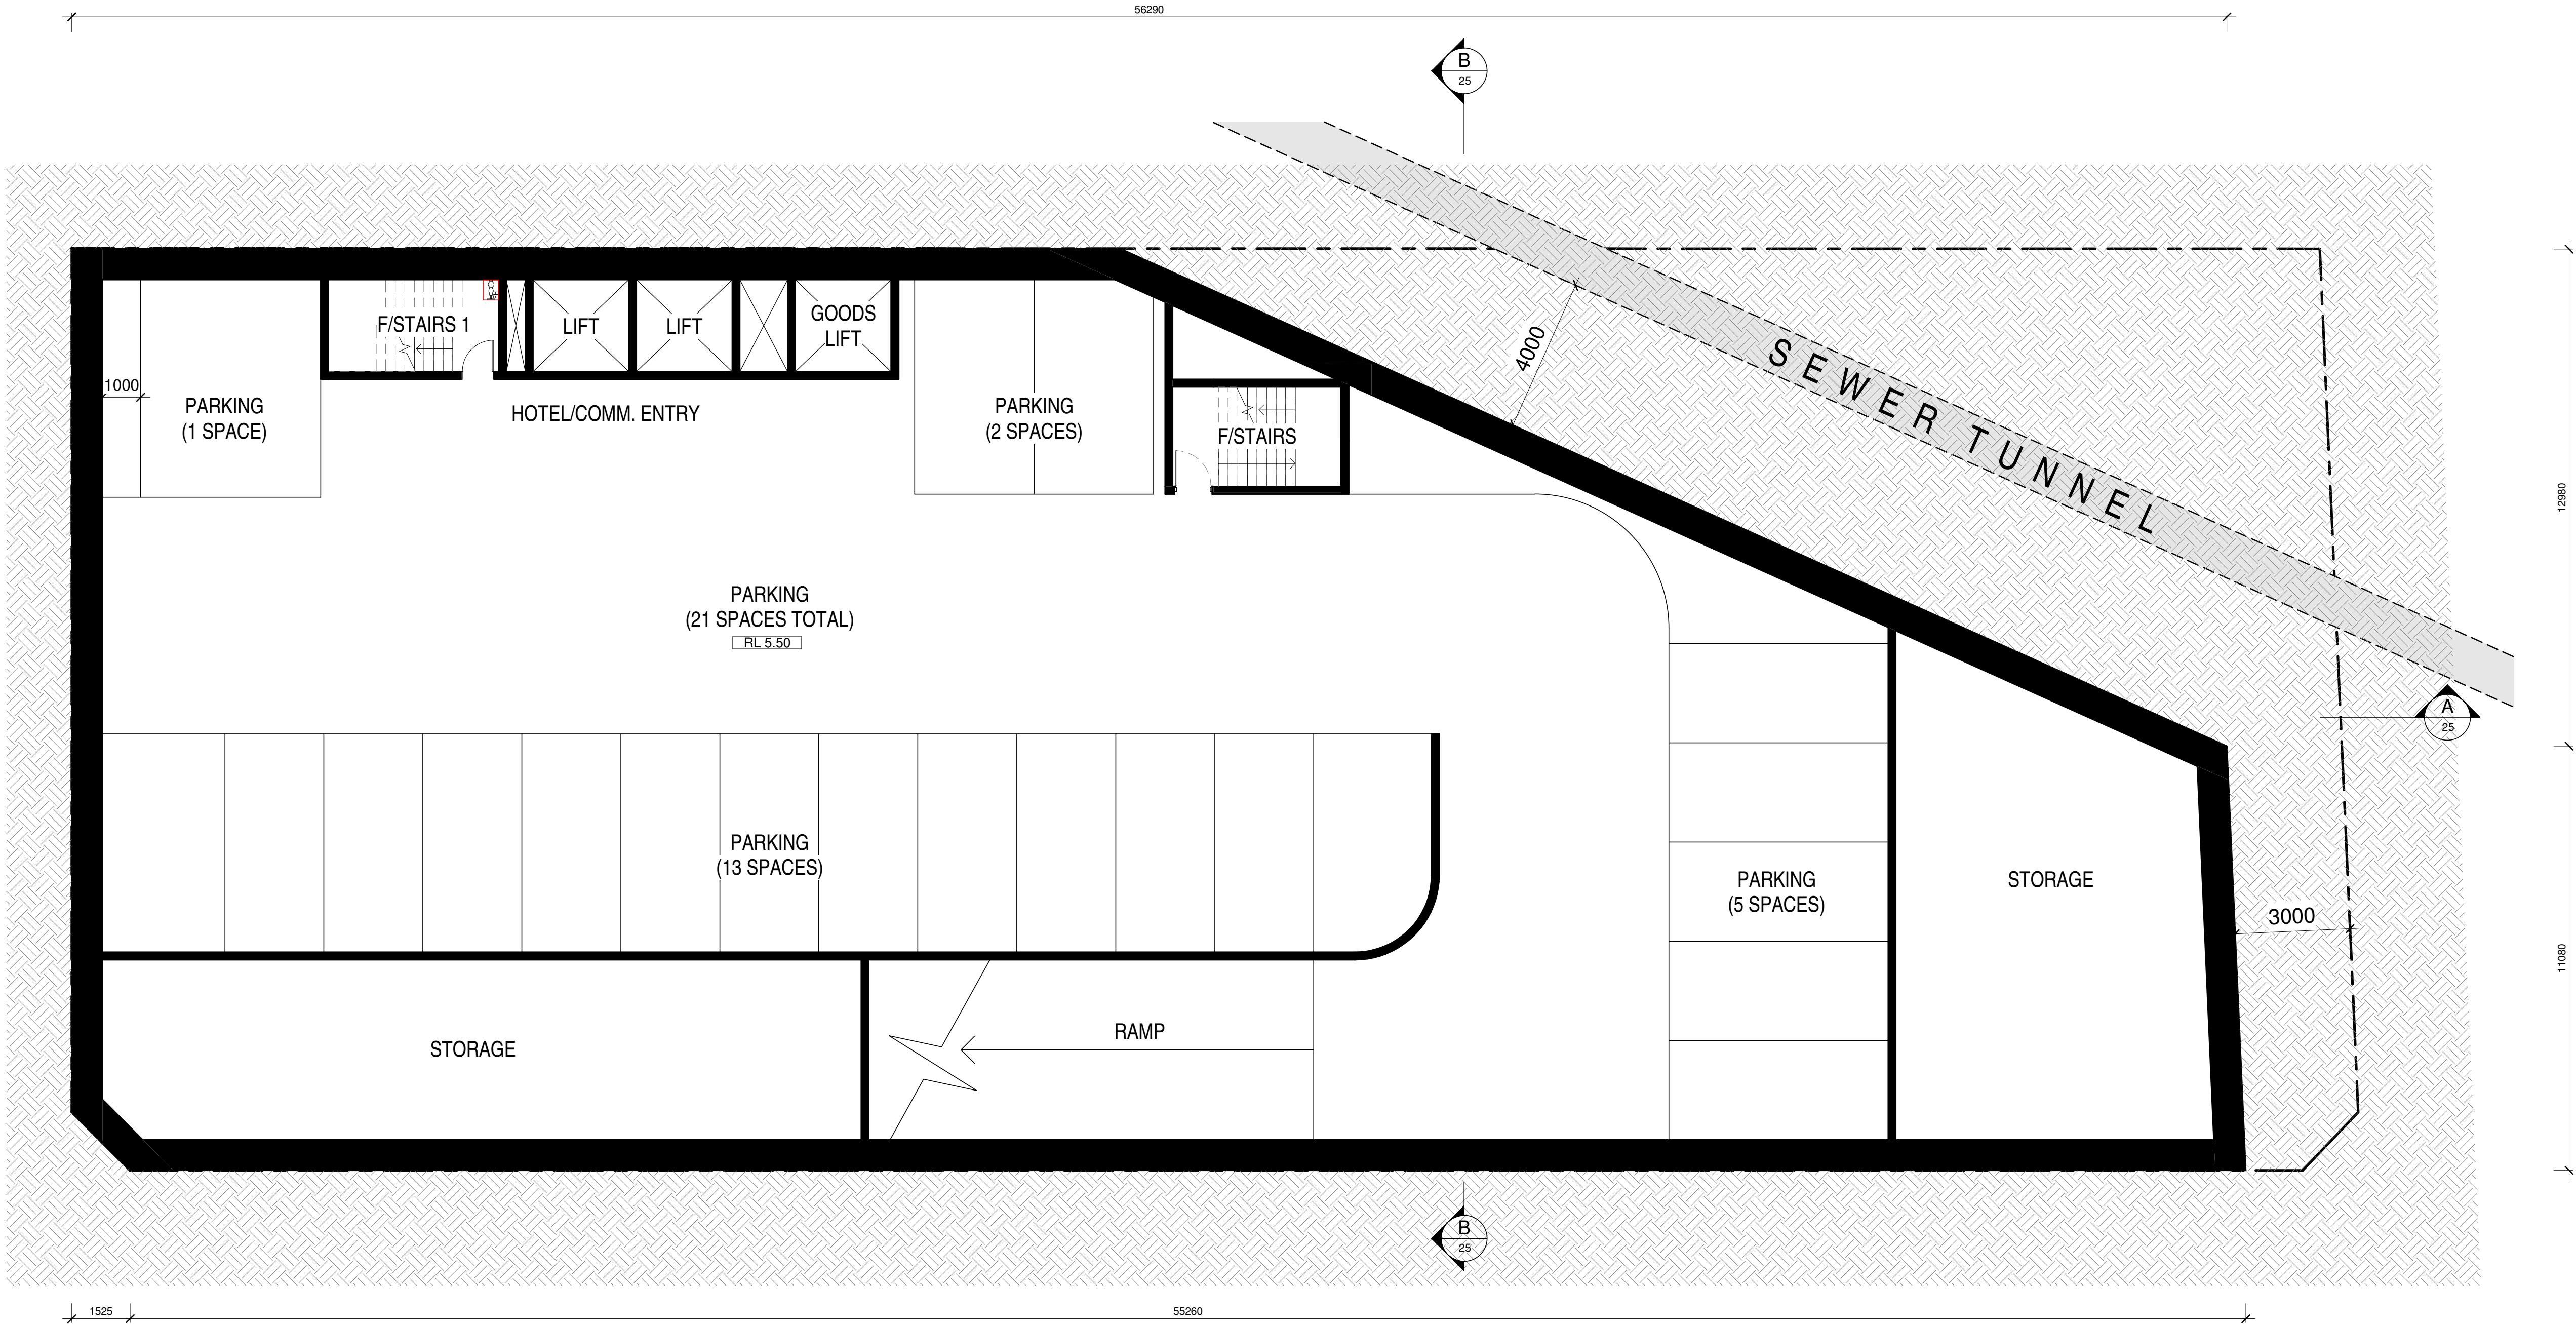 56290
B
25
F/STAIRS 1
LIFT
LIFT
GOODS
LIFT
4000
SEWER TUNNEL
1000
PARKING
(1 SPACE)
HOTEL/COMM. ENTRY
PARKING
(2 SPACES)
F/STAIRS
12980
PARKING
(21 SPACES TOTAL)
RL 5.50
A
25
PARKING
(13 SPACES)
PARKING
(5 SPACES)
STORAGE
3000
11080
STORAGE
RAMP
B
25
1525
55260